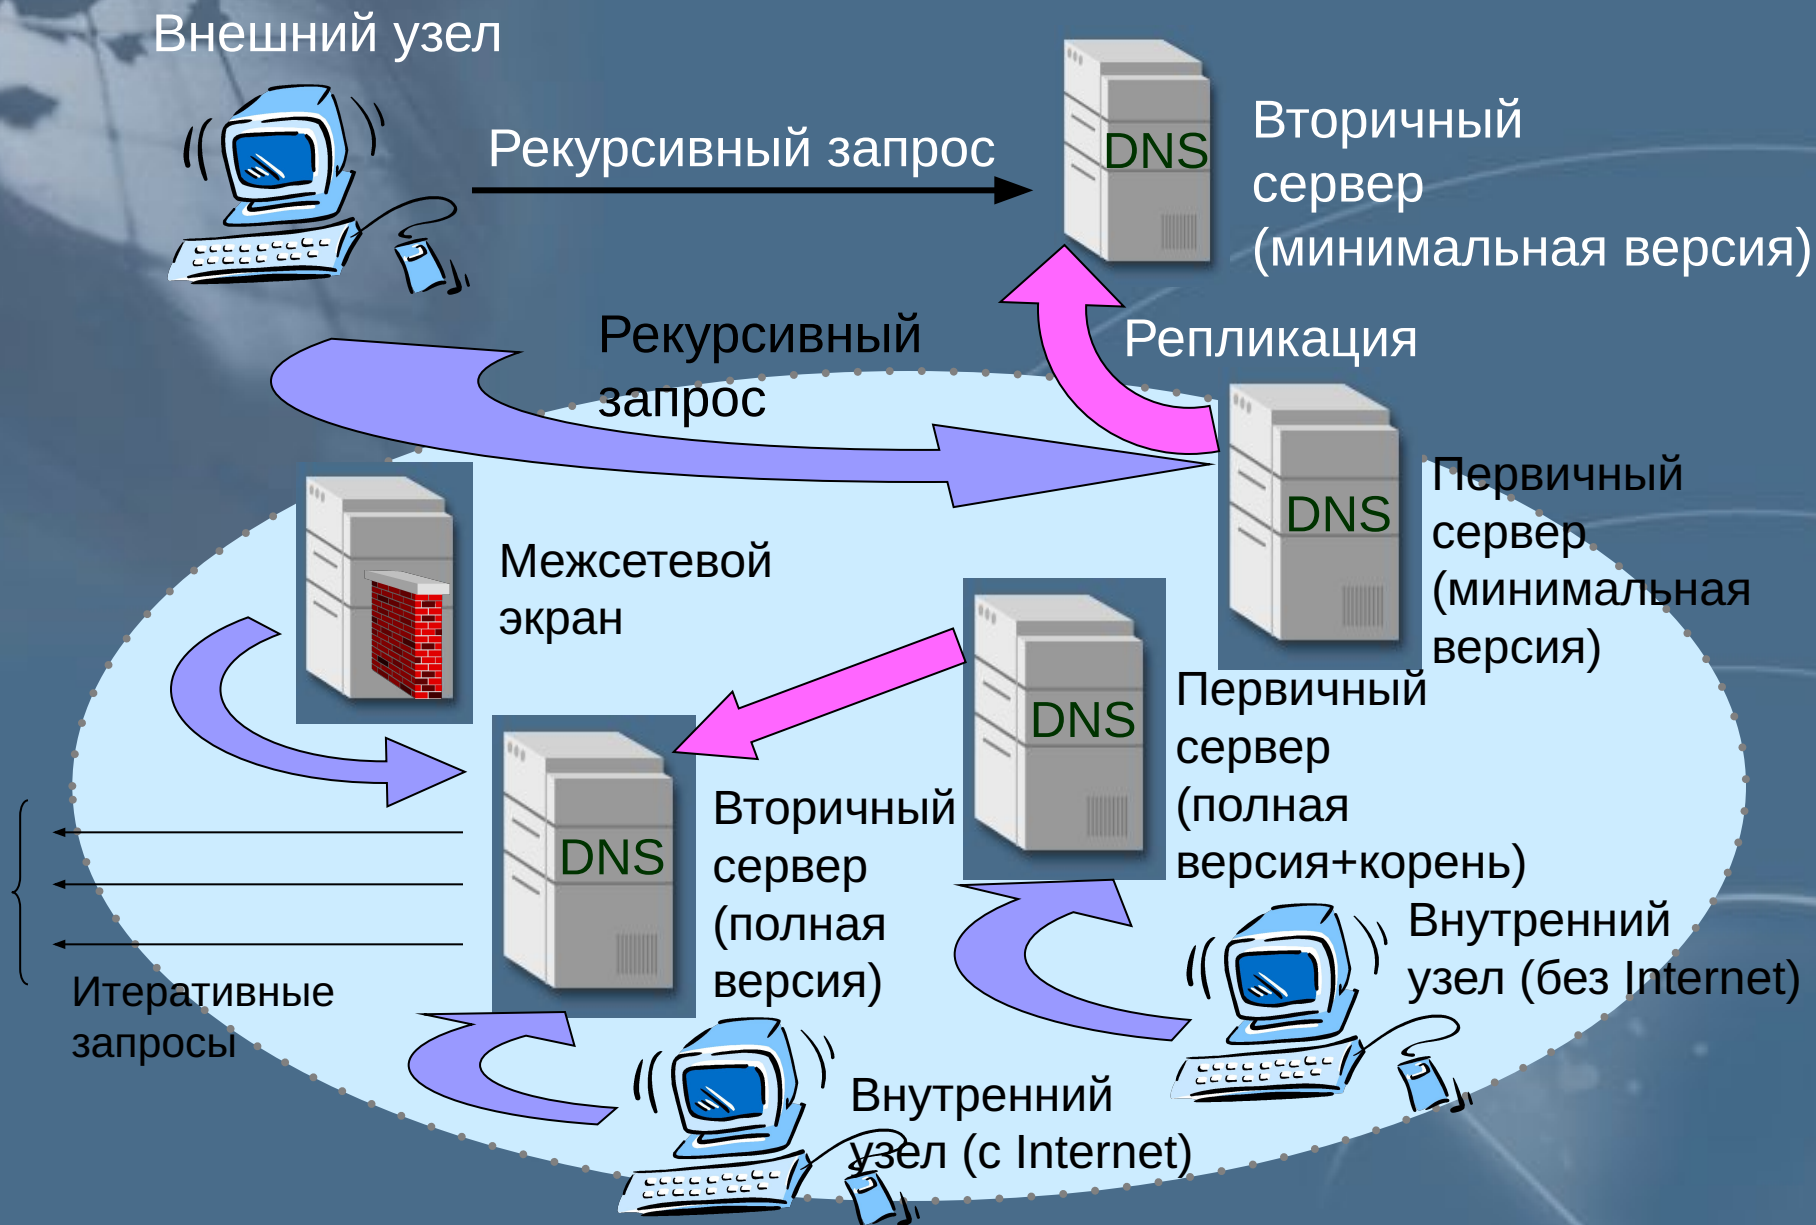 Внешний узел
Рекурсивный запрос
DNS
Вторичный
сервер
(минимальная версия)
Рекурсивный
запрос
Репликация
DNS
Первичный
сервер
(минимальная
версия)
Межсетевой
экран
DNS
Первичный
сервер
(полная
версия+корень)
DNS
Вторичный
сервер
(полная
версия)
Внутренний
узел (без Internet)
Итеративные
запросы
Внутренний
узел (с Internet)